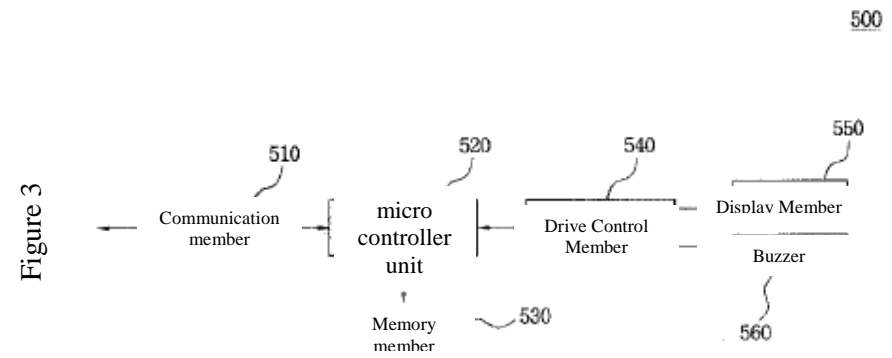 500
550
510
520
540
Figure 3
Communication
member
micro
controller
unit
Drive Control
Member
Display Member
Buzzer
Memory
member
530
560